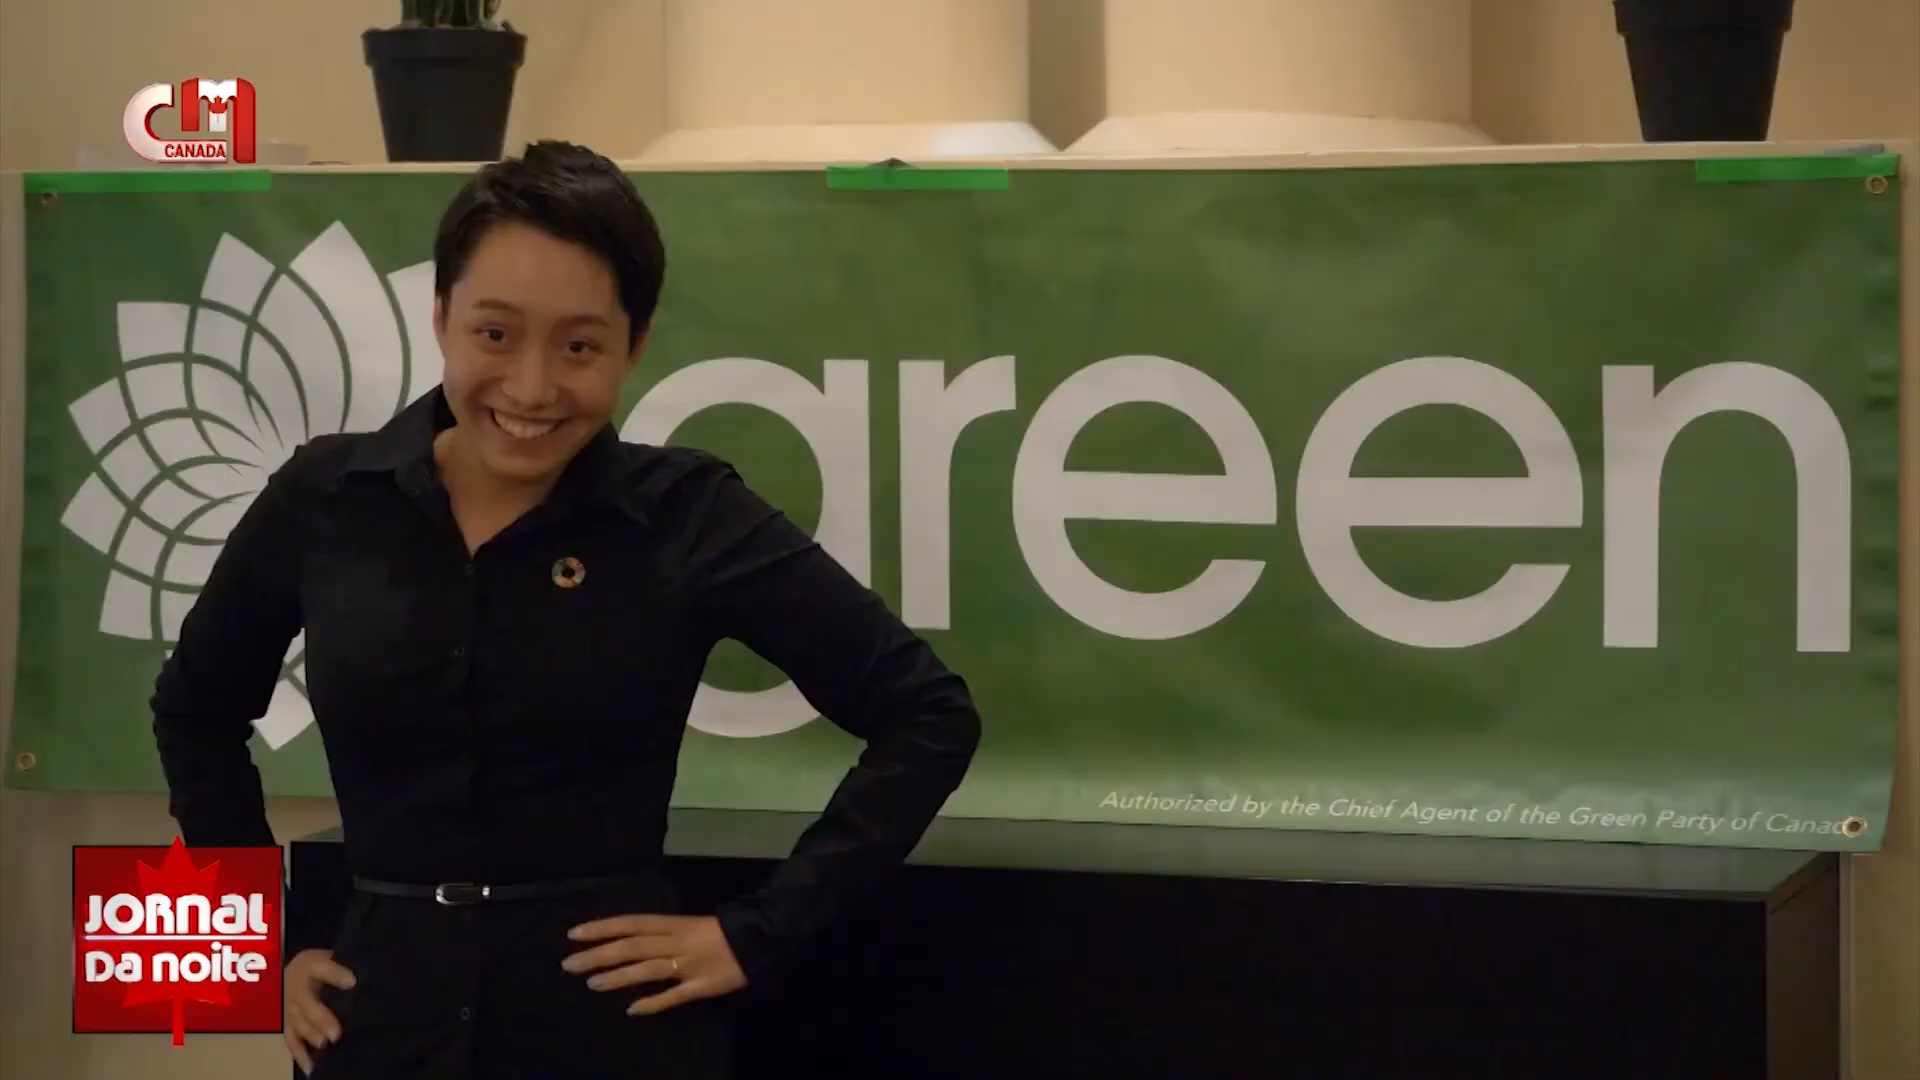 CM
CANADA
green
Authorized by the Chief Agent of the Green Party of Canad
JORNAL
DA NOITE